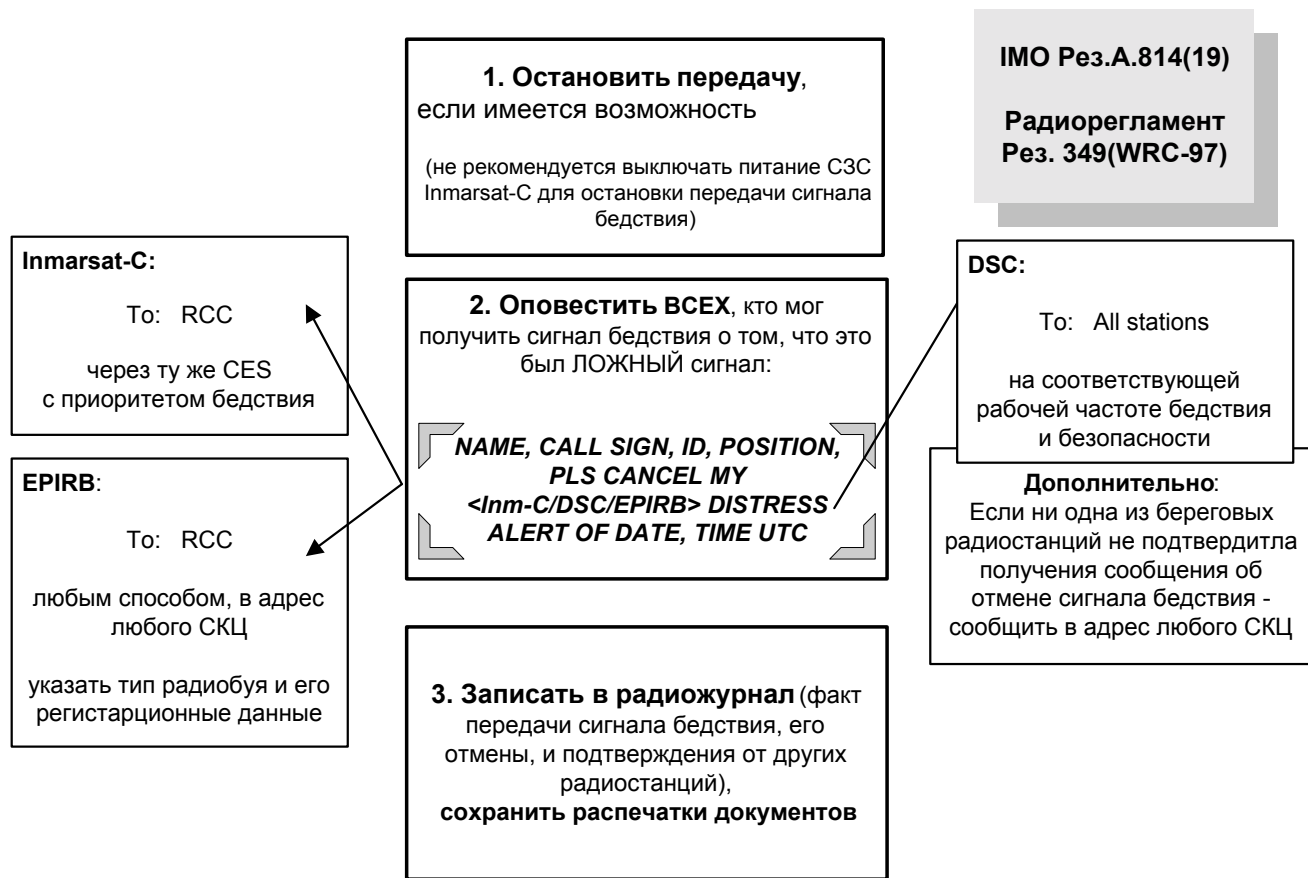 1. Остановить передачу,
если имеется возможность
(не рекомендуется выключать питание СЗС
Inmarsat-C для остановки передачи сигнала
бедствия)
IMO Рез.А.814(19)
Радиорегламент
Рез. 349(WRC-97)
Inmarsat-C:
To: RCC
через ту же CES
с приоритетом бедствия
2. Оповестить ВСЕХ, кто мог
получить сигнал бедствия о том, что это
был ЛОЖНЫЙ сигнал:
NAME, CALL SIGN, ID, POSITION,
PLS CANCEL MY
<Inm-C/DSC/EPIRB> DISTRESS
ALERT OF DATE, TIME UTC
DSC:
To: All stations
на соответствующей
рабочей частоте бедствия
и безопасности
EPIRB:
To: RCC
любым способом, в адрес
любого СКЦ
указать тип радиобуя и его
регистарционные данные
Дополнительно:
Если ни одна из береговых
радиостанций не подтвердитла
получения сообщения об
отмене сигнала бедствия -
сообщить в адрес любого СКЦ
3. Записать в радиожурнал (факт
передачи сигнала бедствия, его
отмены, и подтверждения от других
радиостанций),
сохранить распечатки документов